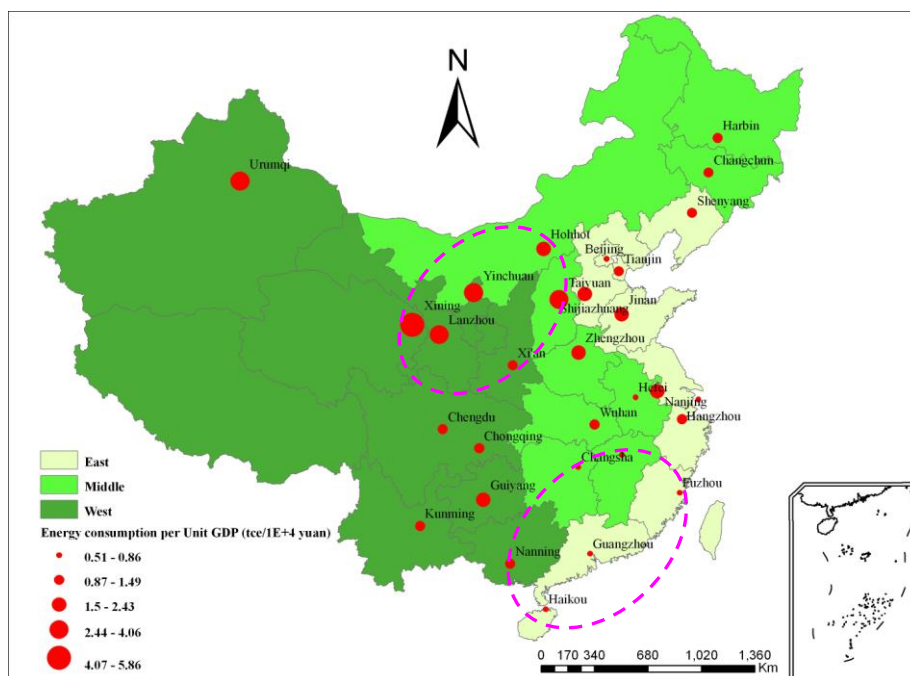 N
Harbin
Changchun
Urumqi
Shenyang
Hohhot
Beijing
Tianjin
Yinchuan
Taiyuan
Jinan
Xining
Shijiazhuang
Lanzhou
Zhengzhou
Xi'an
Hefei
Nanjing
Hangzhou
Wuhan
Chengdu
Chongqing
Changsha
Fuzhou
Guiyang
Kunming
Guangzhou
Nanning
Haikou
East
Middle
West
Energy consumption per Unit GDP (tce/1E+4 yuan)
0.51 - 0.86
0.87 - 1.49
1.5 - 2.43
2.44 - 4.06
4.07 - 5.86
0 170 340 680 1,020 1,360
Km